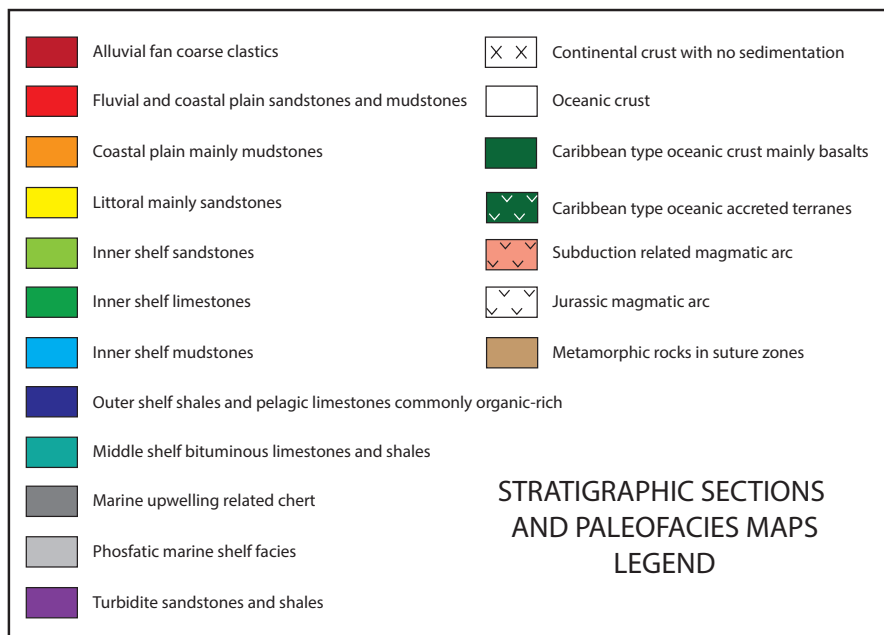 Alluvial fan coarse clastics
Fluvial and coastal plain sandstones and mudstones
Coastal plain mainly mudstones
Littoral mainly sandstones
Inner shelf sandstones
Inner shelf limestones
Inner shelf mudstones
Outer shelf shales and pelagic limestones commonly organic-rich
Middle shelf bituminous limestones and shales
Marine upwelling related chert
Phosfatic marine shelf facies
Turbidite sandstones and shales
Continental crust with no sedimentation
Oceanic crust
Caribbean type oceanic crust mainly basalts
Caribbean type oceanic accreted terranes
Subduction related magmatic arc
Jurassic magmatic arc
Metamorphic rocks in suture zones
STRATIGRAPHIC SECTIONS
AND PALEOFACIES MAPS
LEGEND